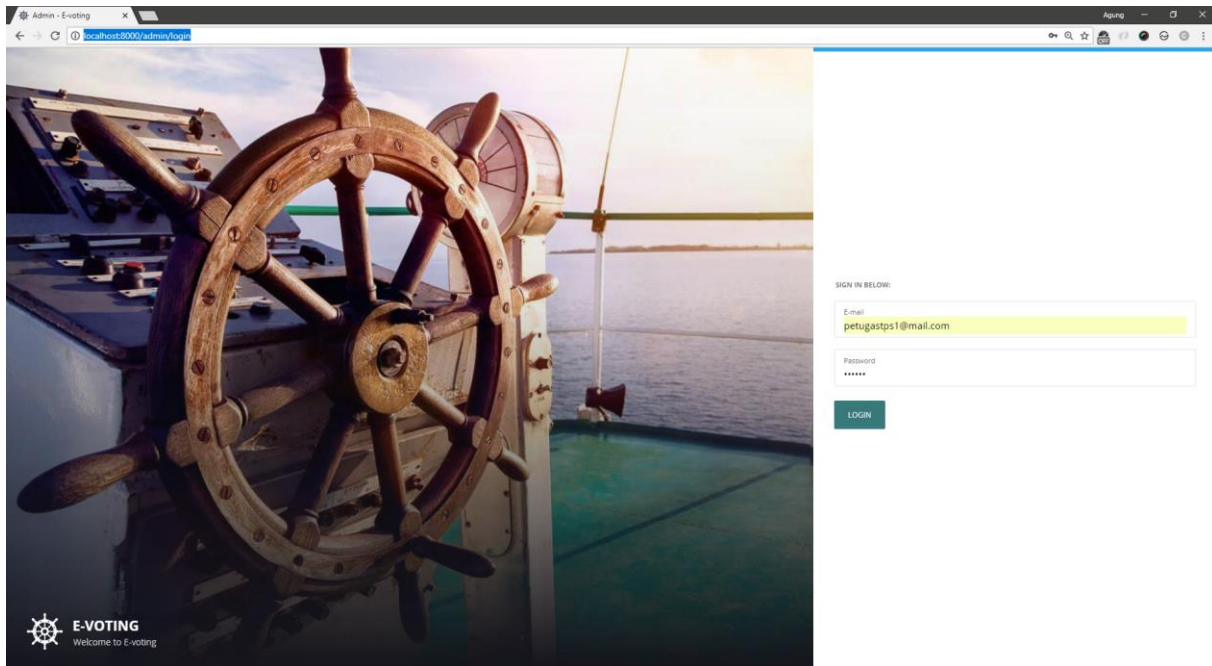 Admin - E-voting
Agung
localhost:8000/admin/login
SIGN IN BELOW:
E-mail
petugastps1@mail.com
Password
••••••
LOGIN
E-VOTING
Welcome to E-voting